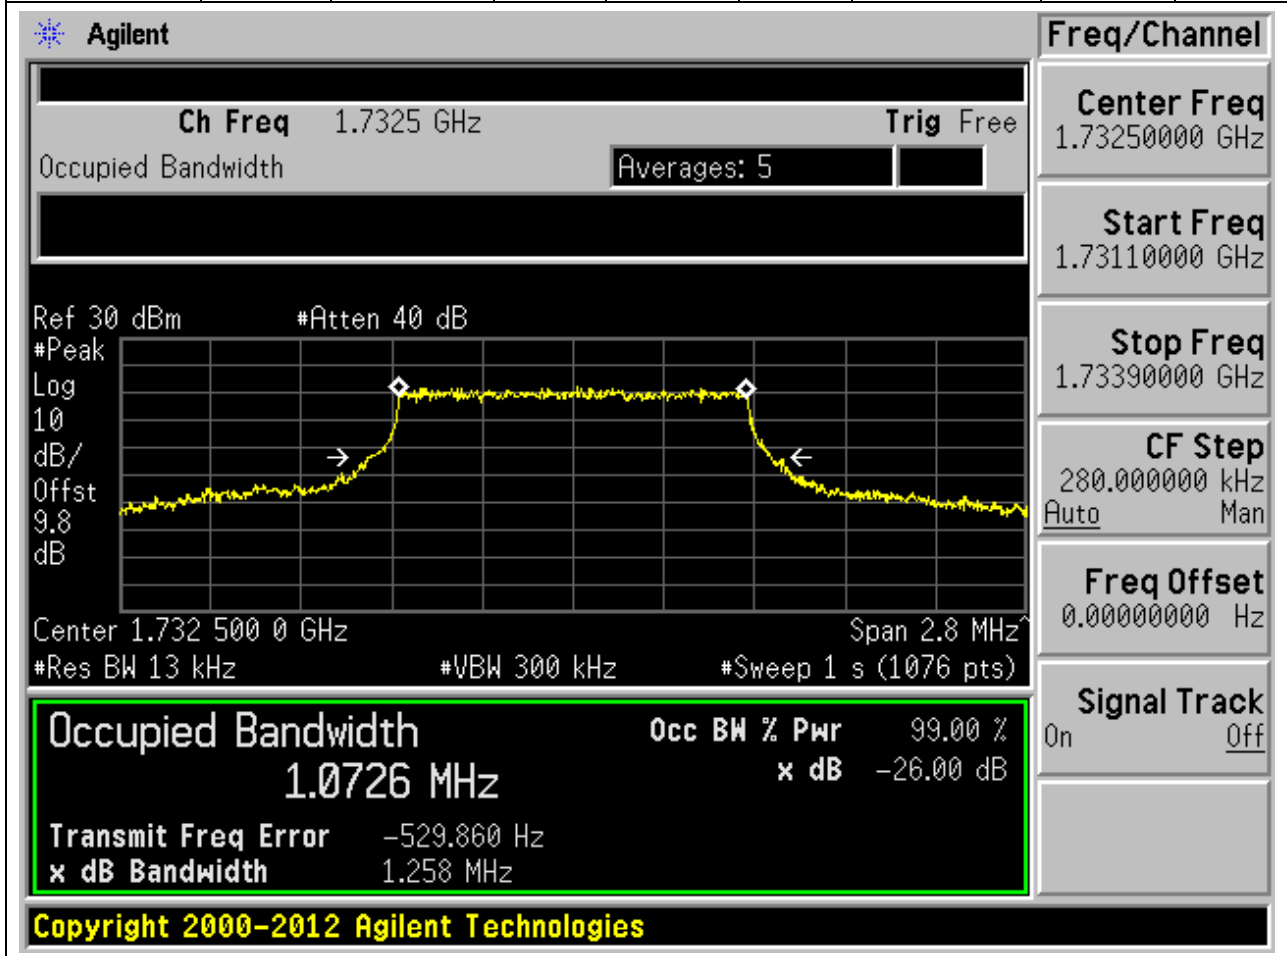 Agilent
Freq/Channel
Ch Freq 1.7325 GHz Trig Free
Occupied Bandwidth Averages: 5
Center Freq
1.73250000 GHz
Start Freq
1.73110000 GHz
Stop Freq
1.73390000 GHz
CF Step
280.000000 kHz
Auto Man
Freq Offset
0.00000000 Hz
Signal Track
On Off
Ref 30 dBm #Atten 40 dB
#Peak
Log
10
dB/
Offst
9.8
dB
Center 1.732 500 0 GHz Span 2.8 MHz^
#Res BW 13 kHz #VBW 300 kHz #Sweep 1 s (1076 pts)
Occupied Bandwidth Occ BW % Pwr 99.00 %
1.0726 MHz x dB -26.00 dB
Transmit Freq Error -529.860 Hz
x dB Bandwidth 1.258 MHz
Copyright 2000-2012 Agilent Technologies